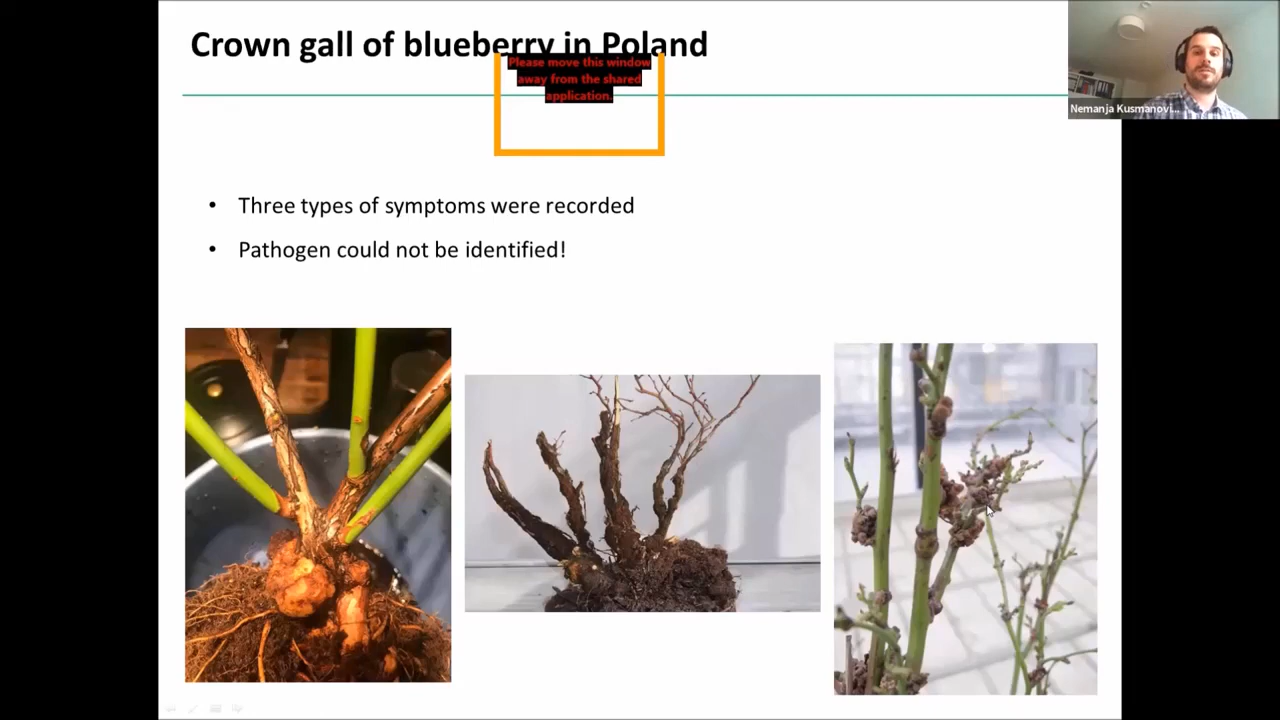 Crown gall of blueberry in Poland
Please move this window
away from the shared
application.
Nemanja Kusmanovi...
• Three types of symptoms were recorded
• Pathogen could not be identified!